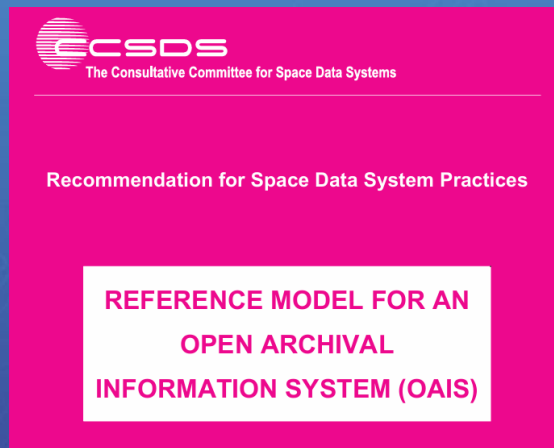 CCSDS
The Consultative Committee for Space Data Systems
Recommendation for Space Data System Practices
REFERENCE MODEL FOR AN
OPEN ARCHIVAL
INFORMATION SYSTEM (OAIS)